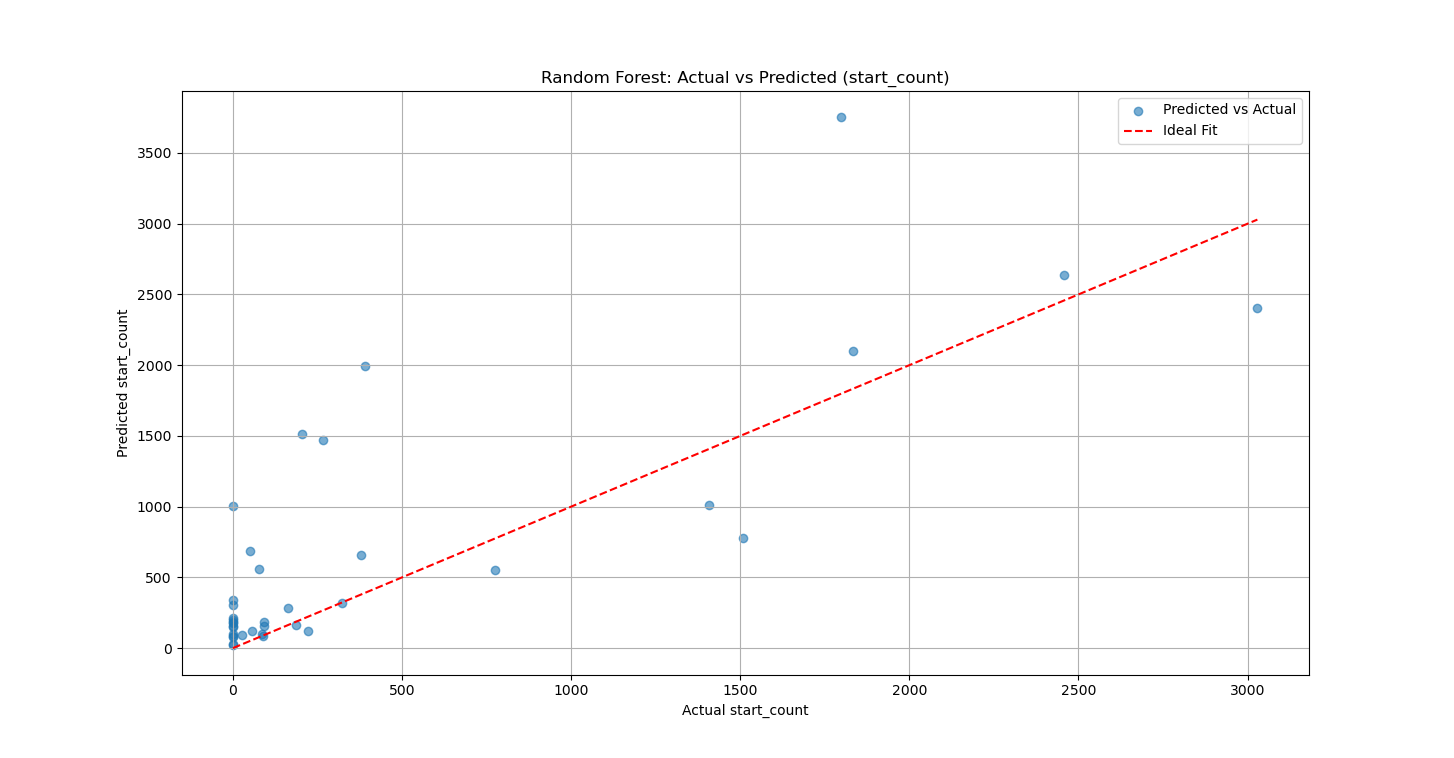 Random Forest: Actual vs Predicted (start_count)
Predicted vs Actual
Ideal Fit
Predicted start_count
3500
3000
2500
2000
1500
1000
500
0
0 500 1000 1500 2000 2500 3000
Actual start_count